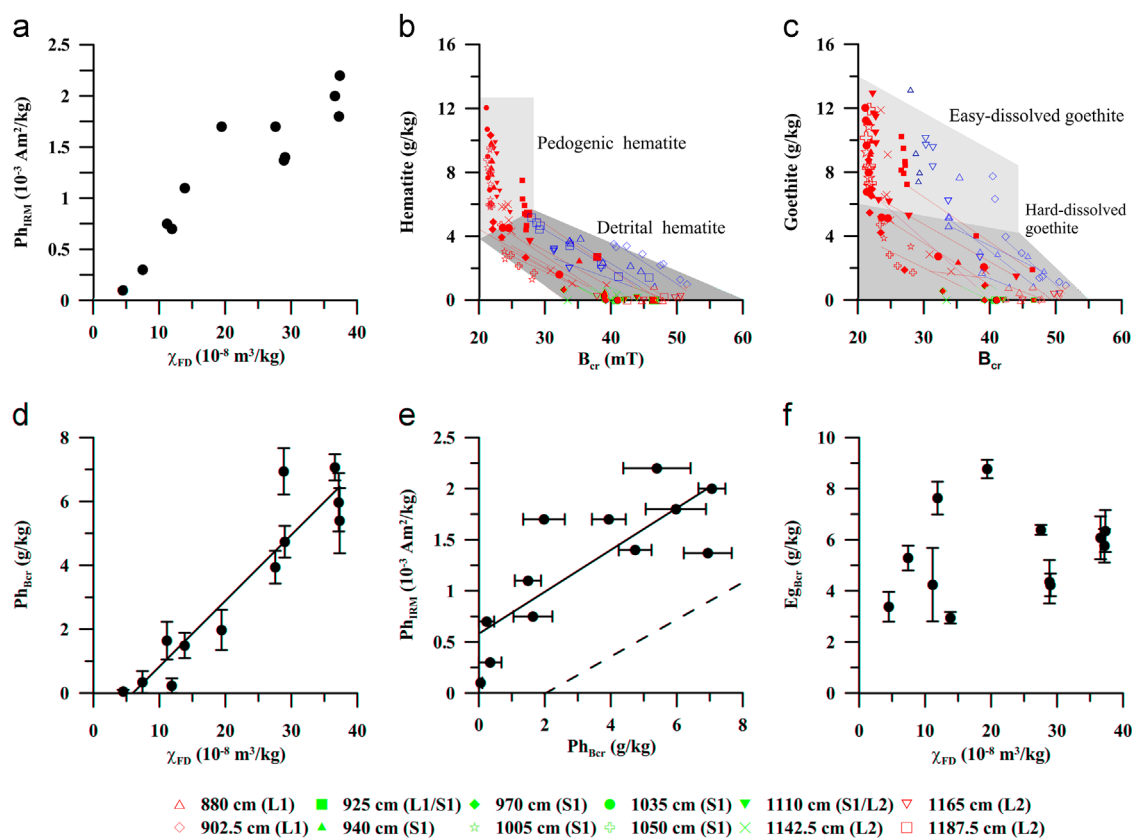 a
Ph_IRM (10^-3 Am^2/kg)
2.5
2
1.5
1
0.5
0
0 10 20 30 40
χ_FD (10^-8 m^3/kg)
b
Hematite (g/kg)
16
12
8
4
0
Pedogenic hematite
Detrital hematite
20 30 40 50 60
B_cr (mT)
c
Goethite (g/kg)
16
12
8
4
0
Easy-dissolved goethite
Hard-dissolved
goethite
20 30 40 50 60
B_cr
d
Ph_Bcr (g/kg)
8
6
4
2
0
0 10 20 30 40
χ_FD (10^-8 m^3/kg)
e
Ph_IRM (10^-3 Am^2/kg)
2.5
2
1.5
1
0.5
0
0 2 4 6 8
Ph_Bcr (g/kg)
f
Eg_Bcr (g/kg)
10
8
6
4
2
0
0 10 20 30 40
χ_FD (10^-8 m^3/kg)
880 cm (L1) 925 cm (L1/S1) 970 cm (S1) 1035 cm (S1) 1110 cm (S1/L2) 1165 cm (L2)
902.5 cm (L1) 940 cm (S1) 1005 cm (S1) 1050 cm (S1) 1142.5 cm (L2) 1187.5 cm (L2)